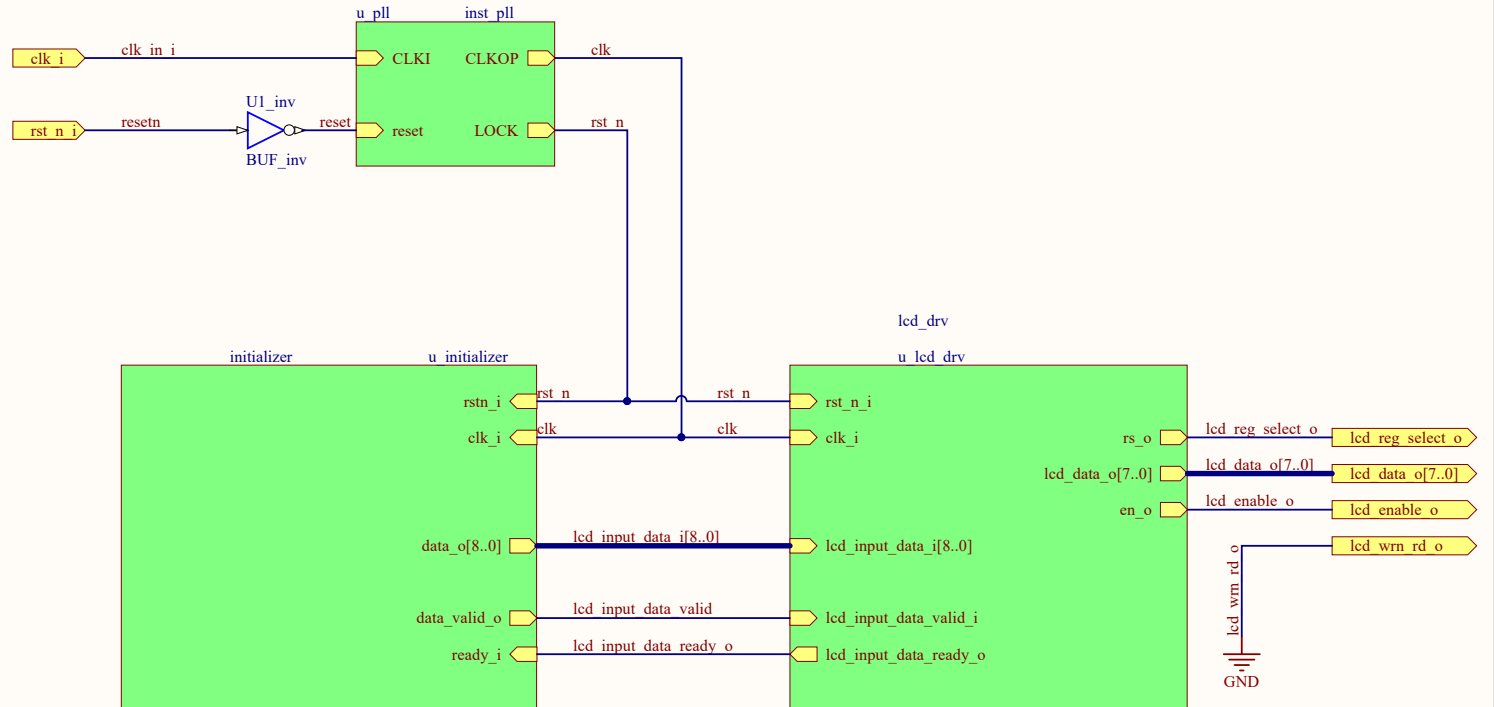 u_pll inst_pll
clk_i clk_in_i CLKI CLKOP clk
U1_inv
rst_n_i resetn reset reset LOCK rst_n
BUF_inv
lcd_drv
initializer u_initializer u_lcd_drv
rstn_i rst_n rst_n rst_n_i
clk_i clk clk clk_i
rs_o lcd_reg_select_o lcd_reg_select_o
lcd_data_o[7..0] lcd_data_o[7..0] lcd_data_o[7..0]
en_o lcd_enable_o lcd_enable_o
data_o[8..0] lcd_input_data_i[8..0] lcd_input_data_i[8..0]
lcd_wrn_rd_o
lcd_wrn_rd_o
data_valid_o lcd_input_data_valid lcd_input_data_valid_i
ready_i lcd_input_data_ready_o lcd_input_data_ready_o
GND